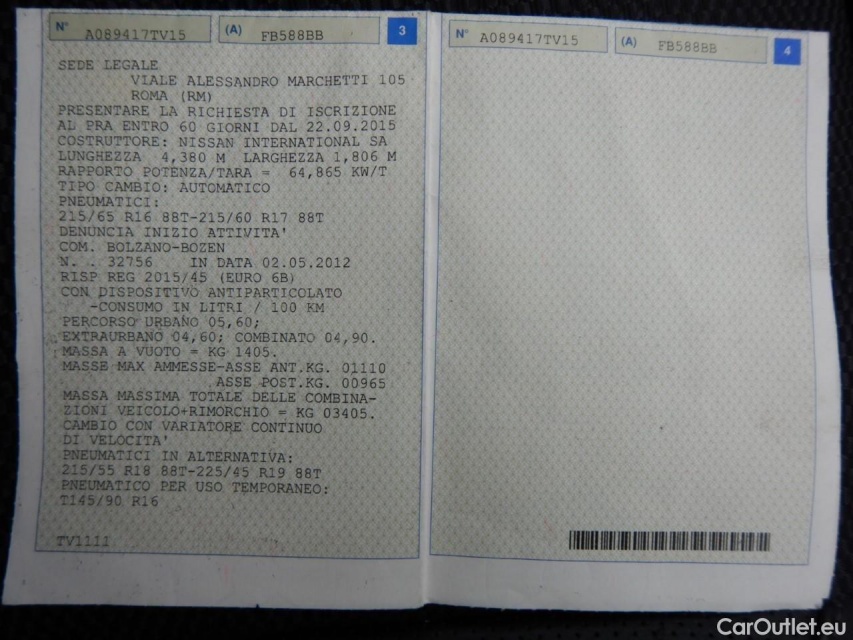 N° A089417TV15 (A) FB588BB 3
SEDE LEGALE
VIALE ALESSANDRO MARCHETTI 105
ROMA (RM)
PRESENTARE LA RICHIESTA DI ISCRIZIONE
AL PRA ENTRO 60 GIORNI DAL 22.09.2015
COSTRUTTORE: NISSAN INTERNATIONAL SA
LUNGHEZZA 4,380 M LARGHEZZA 1,806 M
RAPPORTO POTENZA/TARA = 64,865 KW/T
TIPO CAMBIO: AUTOMATICO
PNEUMATICI:
215/65 R16 88T-215/60 R17 88T
DENUNCIA INIZIO ATTIVITA'
COM. BOLZANO-BOZEN
N. . 32756 IN DATA 02.05.2012
RISP REG 2015/45 (EURO 6B)
CON DISPOSITIVO ANTIPARTICOLATO
-CONSUMO IN LITRI / 100 KM
PERCORSO URBANO 05,60;
EXTRAURBANO 04,60; COMBINATO 04,90.
MASSA A VUOTO = KG 1405.
MASSE MAX AMMESSE-ASSE ANT.KG. 01110
ASSE POST.KG. 00965
MASSA MASSIMA TOTALE DELLE COMBINA-
ZIONI VEICOLO+RIMORCHIO = KG 03405.
CAMBIO CON VARIATORE CONTINUO
DI VELOCITA'
PNEUMATICI IN ALTERNATIVA:
215/55 R18 88T-225/45 R19 88T
PNEUMATICO PER USO TEMPORANEO:
T145/90 R16
TV1111
N° A089417TV15 (A) FB588BB 4
CarOutlet.eu